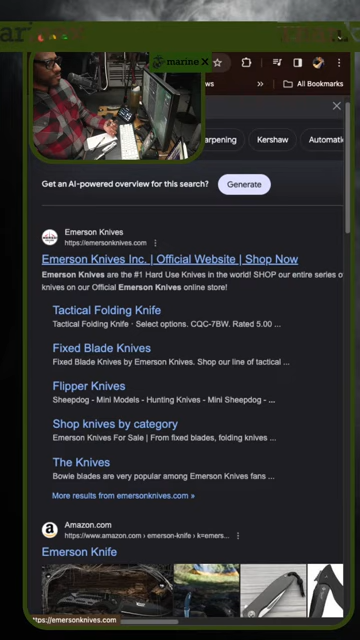 marine X
All Bookmarks
Kershaw
Get an AI-powered overview for this search?
Generate
Emerson Knives
https://emersonknives.com
Emerson Knives Inc. | Official Website | Shop Now
Emerson Knives are the #1 Hard Use Knives in the world! SHOP our entire series o
knives on our Official Emerson Knives online store!
Tactical Folding Knife
Tactical Folding Knife · Select options. CQC-7BW. Rated 5.00 ...
Fixed Blade Knives
Fixed Blade Knives by Emerson Knives. Shop our line of tactical ...
Flipper Knives
Sheepdog - Mini Models - Hunting Knives - Mini Sheepdog - ...
Shop knives by category
Emerson Knives For Sale | From fixed blades, folding knives ...
The Knives
Bowie blades are very popular among Emerson Knives fans ...
More results from emersonknives.com »
Amazon.com
https://www.amazon.com › emerson-knife › k=emers...
Emerson Knife
https://emersonknives.com